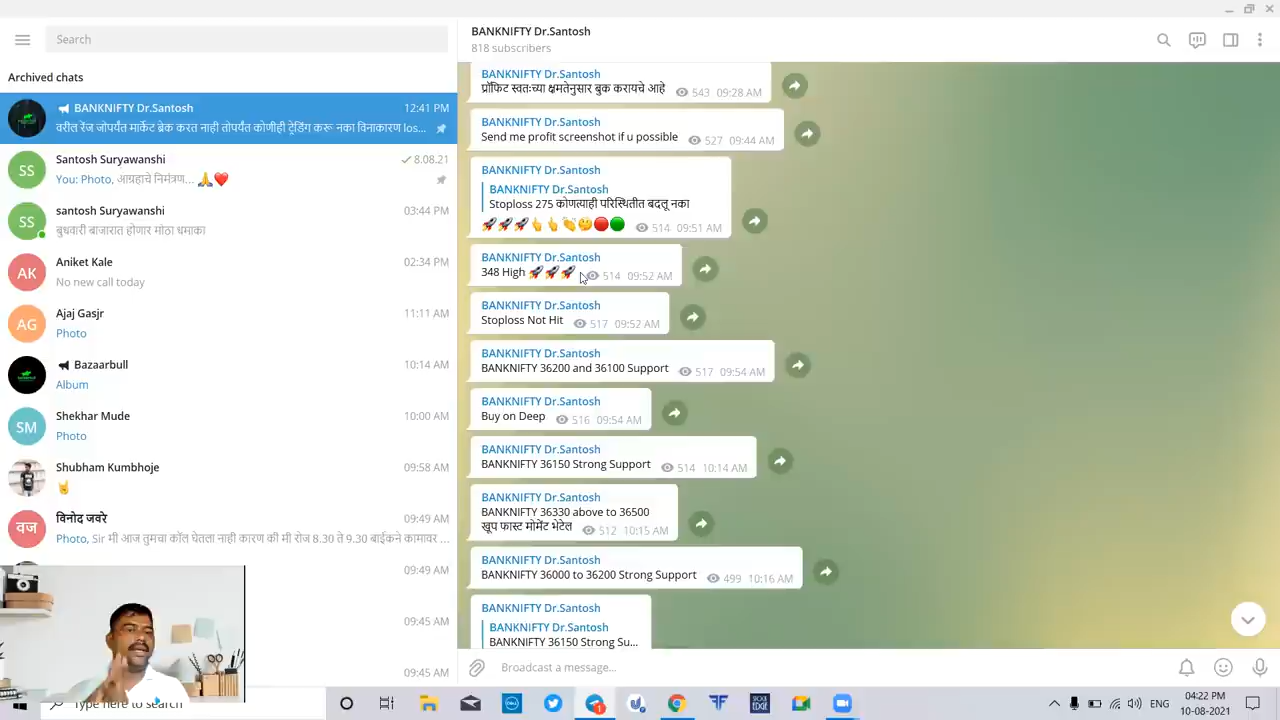 Search
BANKNIFTY Dr.Santosh
818 subscribers
Archived chats
BANKNIFTY Dr.Santosh 12:41 PM
वरील रेंज जोपर्यंत मार्केट ब्रेक करत नाही तोपर्यंत कोणीही ट्रेडिंग करू नका विनाकारण los...
SS Santosh Suryawanshi 8.08.21
You: Photo, आग्रहाचे निमंत्रण... 🙏❤️
SS santosh Suryawanshi 03:44 PM
बुधवारी बाजारात होणार मोठा धमाका
AK Aniket Kale 02:34 PM
No new call today
AG Ajaj Gasjr 11:11 AM
Photo
Bazaarbull 10:14 AM
Album
SM Shekhar Mude 10:00 AM
Photo
Shubham Kumbhoje 09:58 AM
🤘
वज विनोद जवरे 09:49 AM
Photo, Sir मी आज तुमचा कॉल घेतला नाही कारण की मी रोज 8.30 ते 9.30 बाईकने कामावर ...
09:49 AM
09:45 AM
09:45 AM
BANKNIFTY Dr.Santosh
प्रॉफिट स्वतःच्या क्षमतेनुसार बुक करायचे आहे 543 09:28 AM
BANKNIFTY Dr.Santosh
Send me profit screenshot if u possible 527 09:44 AM
BANKNIFTY Dr.Santosh
BANKNIFTY Dr.Santosh
Stoploss 275 कोणत्याही परिस्थितीत बदलू नका
🚀🚀🚀👆👆👏🤔🔴🟢 514 09:51 AM
BANKNIFTY Dr.Santosh
348 High 🚀🚀🚀 514 09:52 AM
BANKNIFTY Dr.Santosh
Stoploss Not Hit 517 09:52 AM
BANKNIFTY Dr.Santosh
BANKNIFTY 36200 and 36100 Support 517 09:54 AM
BANKNIFTY Dr.Santosh
Buy on Deep 516 09:54 AM
BANKNIFTY Dr.Santosh
BANKNIFTY 36150 Strong Support 514 10:14 AM
BANKNIFTY Dr.Santosh
BANKNIFTY 36330 above to 36500
खूप फास्ट मोमेंट भेटेल 512 10:15 AM
BANKNIFTY Dr.Santosh
BANKNIFTY 36000 to 36200 Strong Support 499 10:16 AM
BANKNIFTY Dr.Santosh
BANKNIFTY Dr.Santosh
BANKNIFTY 36150 Strong Su...
Broadcast a message...
Type here to search
ENG
04:22 PM
10-08-2021